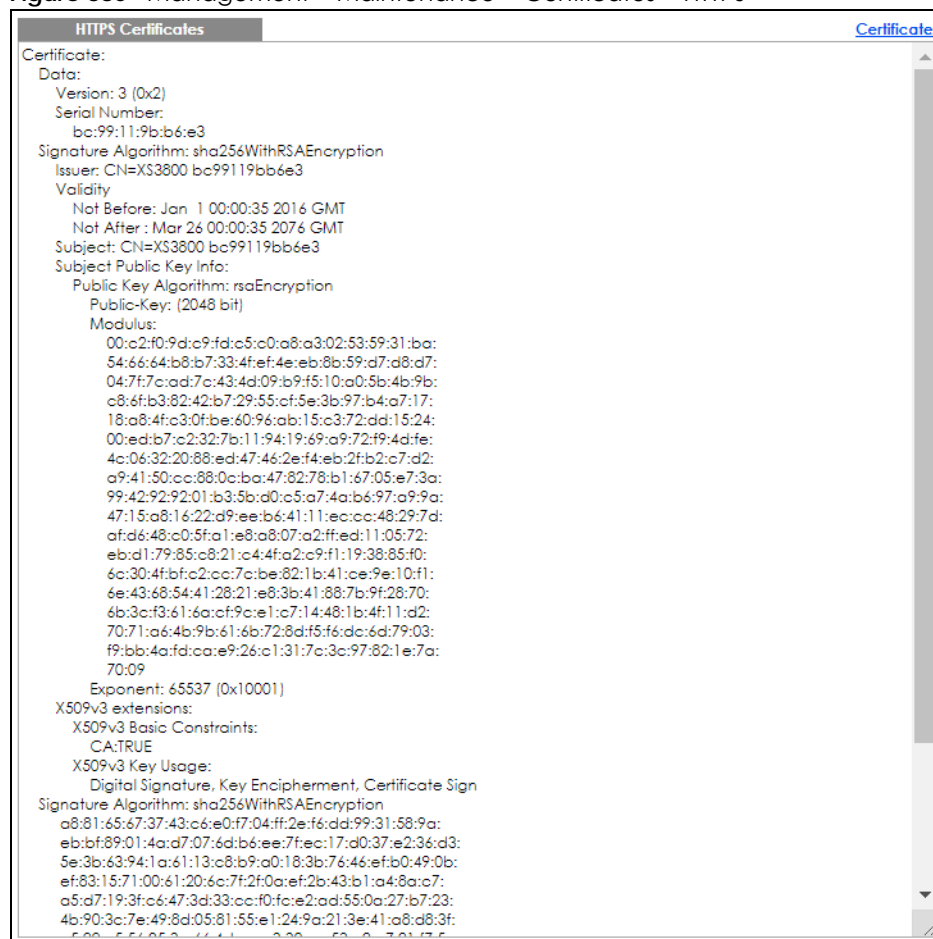 HTTPS Certificates
Certificate
Certificate:
Data:
Version: 3 (0x2)
Serial Number:
bc:99:11:9b:b6:e3
Signature Algorithm: sha256WithRSAEncryption
Issuer: CN=XS3800 bc99119bb6e3
Validity
Not Before: Jan  1 00:00:35 2016 GMT
Not After : Mar 26 00:00:35 2076 GMT
Subject: CN=XS3800 bc99119bb6e3
Subject Public Key Info:
Public Key Algorithm: rsaEncryption
Public-Key: (2048 bit)
Modulus:
00:c2:f0:9d:c9:fd:c5:c0:a8:a3:02:53:59:31:ba:
54:66:64:b8:b7:33:4f:ef:4e:eb:8b:59:d7:d8:d7:
04:7f:7c:ad:7c:43:4d:09:b9:f5:10:a0:5b:4b:9b:
c8:6f:b3:82:42:b7:29:55:cf:5e:3b:97:b4:a7:17:
18:a8:4f:c3:0f:be:60:96:ab:15:c3:72:dd:15:24:
00:ed:b7:c2:32:7b:11:94:19:69:a9:72:f9:4d:fe:
4c:06:32:20:88:ed:47:46:2e:f4:eb:2f:b2:c7:d2:
a9:41:50:cc:88:0c:ba:47:82:78:b1:67:05:e7:3a:
99:42:92:92:01:b3:5b:d0:c5:a7:4a:b6:97:a9:9a:
47:15:a8:16:22:d9:ee:b6:41:11:ec:cc:48:29:7d:
af:d6:48:c0:5f:a1:e8:a8:07:a2:ff:ed:11:05:72:
eb:d1:79:85:c8:21:c4:4f:a2:c9:f1:19:38:85:f0:
6c:30:4f:bf:c2:cc:7c:be:82:1b:41:ce:9e:10:f1:
6e:43:68:54:41:28:21:e8:3b:41:88:7b:9f:28:70:
6b:3c:f3:61:6a:cf:9c:e1:c7:14:48:1b:4f:11:d2:
70:71:a6:4b:9b:61:6b:72:8d:f5:f6:dc:6d:79:03:
f9:bb:4a:fd:ca:e9:26:c1:31:7c:3c:97:82:1e:7a:
70:09
Exponent: 65537 (0x10001)
X509v3 extensions:
X509v3 Basic Constraints:
CA:TRUE
X509v3 Key Usage:
Digital Signature, Key Encipherment, Certificate Sign
Signature Algorithm: sha256WithRSAEncryption
a8:81:65:67:37:43:c6:e0:f7:04:ff:2e:f6:dd:99:31:58:9a:
eb:bf:89:01:4a:d7:07:6d:b6:ee:7f:ec:17:d0:37:e2:36:d3:
5e:3b:63:94:1a:61:13:c8:b9:a0:18:3b:76:46:ef:b0:49:0b:
ef:83:15:71:00:61:20:6c:7f:2f:0a:ef:2b:43:b1:a4:8a:c7:
a5:d7:19:3f:c6:47:3d:33:cc:f0:fc:e2:ad:55:0a:27:b7:23:
4b:90:3c:7e:49:8d:05:81:55:e1:24:9a:21:3e:41:a8:d8:3f: